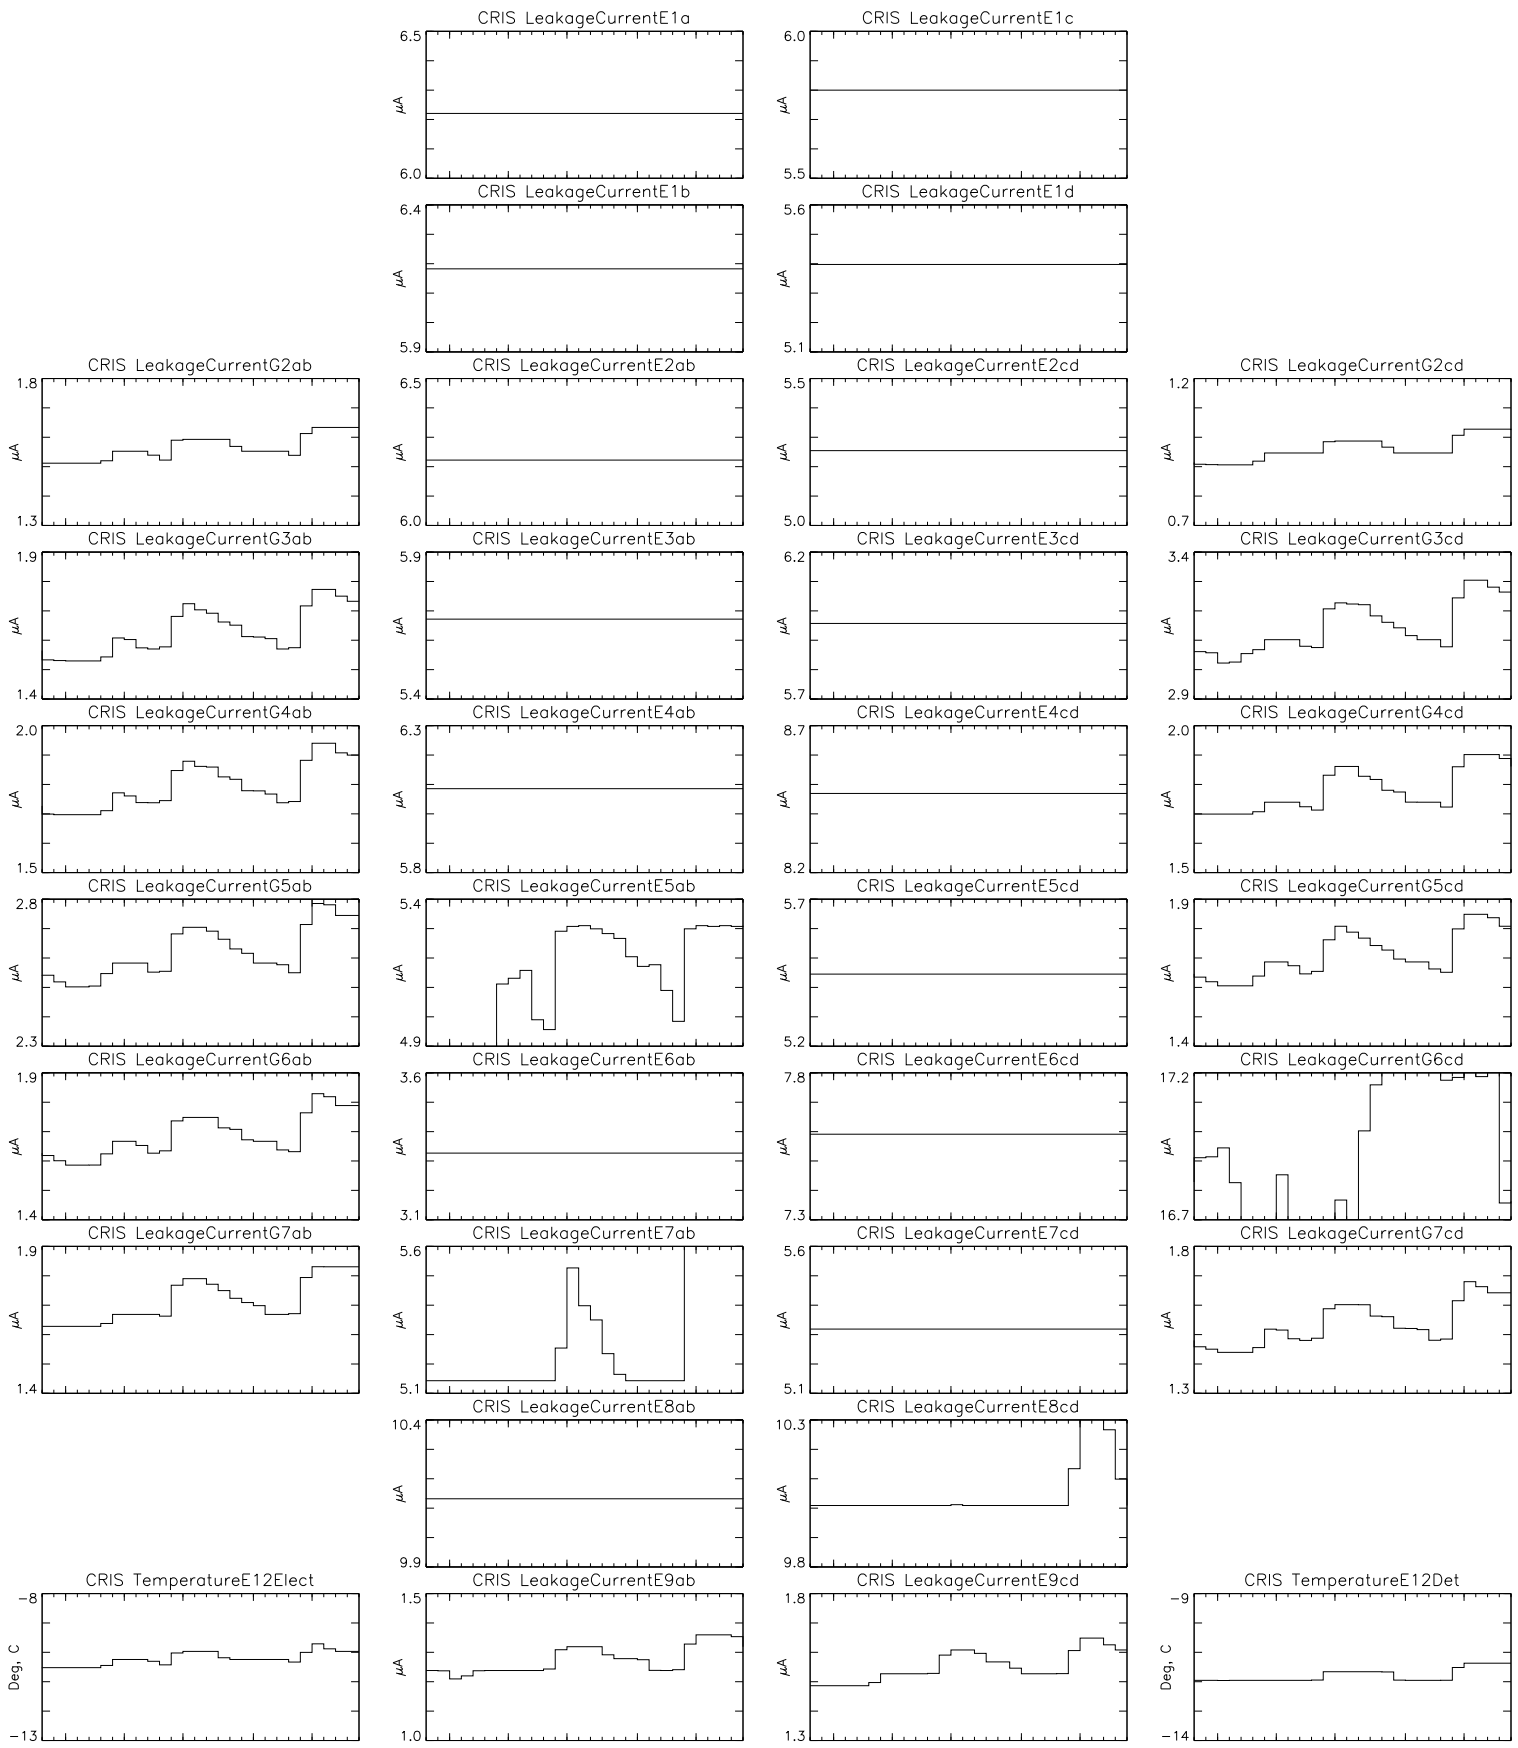 CRIS LeakageCurrentE1a
6.5
μA
6.0
CRIS LeakageCurrentE1c
6.0
μA
5.5
CRIS LeakageCurrentE1b
6.4
μA
5.9
CRIS LeakageCurrentE1d
5.6
μA
5.1
CRIS LeakageCurrentG2ab
1.8
μA
1.3
CRIS LeakageCurrentE2ab
6.5
μA
6.0
CRIS LeakageCurrentE2cd
5.5
μA
5.0
CRIS LeakageCurrentG2cd
1.2
μA
0.7
CRIS LeakageCurrentG3ab
1.9
μA
1.4
CRIS LeakageCurrentE3ab
5.9
μA
5.4
CRIS LeakageCurrentE3cd
6.2
μA
5.7
CRIS LeakageCurrentG3cd
3.4
μA
2.9
CRIS LeakageCurrentG4ab
2.0
μA
1.5
CRIS LeakageCurrentE4ab
6.3
μA
5.8
CRIS LeakageCurrentE4cd
8.7
μA
8.2
CRIS LeakageCurrentG4cd
2.0
μA
1.5
CRIS LeakageCurrentG5ab
2.8
μA
2.3
CRIS LeakageCurrentE5ab
5.4
μA
4.9
CRIS LeakageCurrentE5cd
5.7
μA
5.2
CRIS LeakageCurrentG5cd
1.9
μA
1.4
CRIS LeakageCurrentG6ab
1.9
μA
1.4
CRIS LeakageCurrentE6ab
3.6
μA
3.1
CRIS LeakageCurrentE6cd
7.8
μA
7.3
CRIS LeakageCurrentG6cd
17.2
μA
16.7
CRIS LeakageCurrentG7ab
1.9
μA
1.4
CRIS LeakageCurrentE7ab
5.6
μA
5.1
CRIS LeakageCurrentE7cd
5.6
μA
5.1
CRIS LeakageCurrentG7cd
1.8
μA
1.3
CRIS LeakageCurrentE8ab
10.4
μA
9.9
CRIS LeakageCurrentE8cd
10.3
μA
9.8
CRIS TemperatureE12Elect
-8
Deg, C
-13
CRIS LeakageCurrentE9ab
1.5
μA
1.0
CRIS LeakageCurrentE9cd
1.8
μA
1.3
CRIS TemperatureE12Det
-9
Deg, C
-14